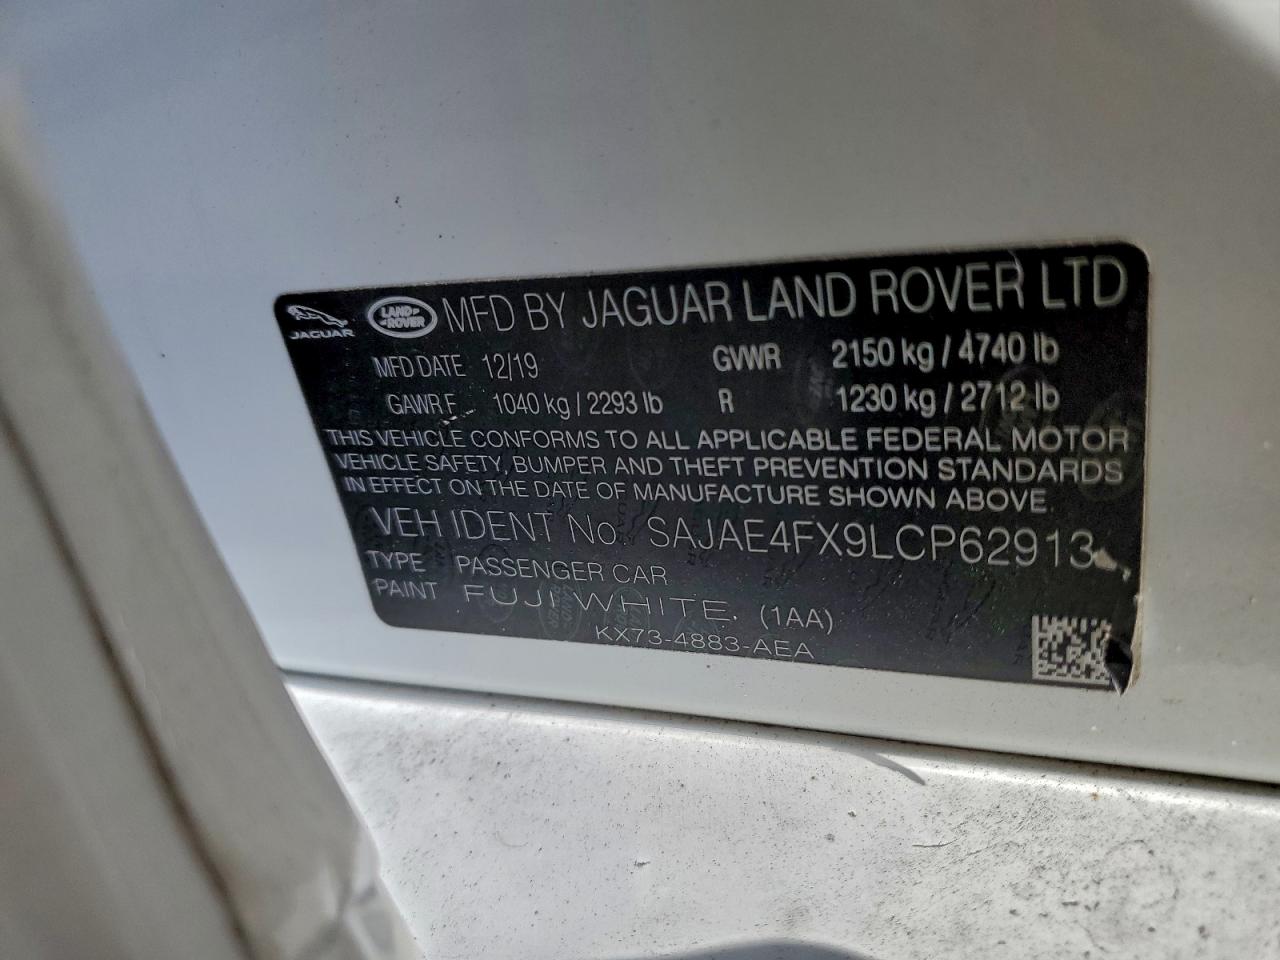 JAGUAR LAND ROVER MFD BY JAGUAR LAND ROVER LTD
MFD DATE 12/19 GVWR 2150 kg / 4740 lb
GAWR F 1040 kg / 2293 lb R 1230 kg / 2712 lb
THIS VEHICLE CONFORMS TO ALL APPLICABLE FEDERAL MOTOR
VEHICLE SAFETY, BUMPER AND THEFT PREVENTION STANDARDS
IN EFFECT ON THE DATE OF MANUFACTURE SHOWN ABOVE.
VEH IDENT No. SAJAE4FX9LCP62913
TYPE PASSENGER CAR
PAINT FUJI WHITE. (1AA)
KX73-4883-AEA